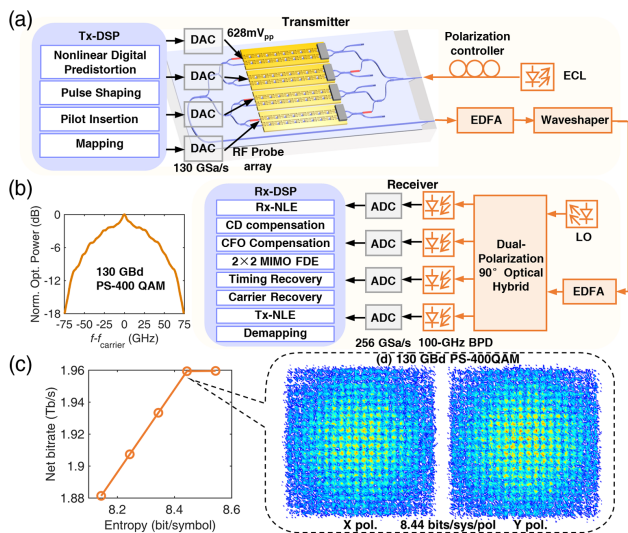 (a)
Tx-DSP
Nonlinear Digital
Predistortion
Pulse Shaping
Pilot Insertion
Mapping
DAC
DAC
DAC
DAC
130 GSa/s
628mVpp
Transmitter
RF Probe
array
Polarization
controller
ECL
EDFA
Waveshaper
(b)
Norm. Opt. Power (dB)
0
-6
-12
-18
130 GBd
PS-400 QAM
-75 -50 -25 0 25 50 75
f-fcarrier (GHz)
Rx-DSP
Rx-NLE
CD compensation
CFO Compensation
2×2 MIMO FDE
Timing Recovery
Carrier Recovery
Tx-NLE
Demapping
Receiver
ADC
ADC
ADC
ADC
256 GSa/s
100-GHz BPD
Dual-
Polarization
90° Optical
Hybrid
LO
EDFA
(c)
Net bitrate (Tb/s)
1.96
1.94
1.92
1.9
1.88
8.2 8.4 8.6
Entropy (bit/symbol)
(d) 130 GBd PS-400QAM
X pol.
8.44 bits/sys/pol
Y pol.